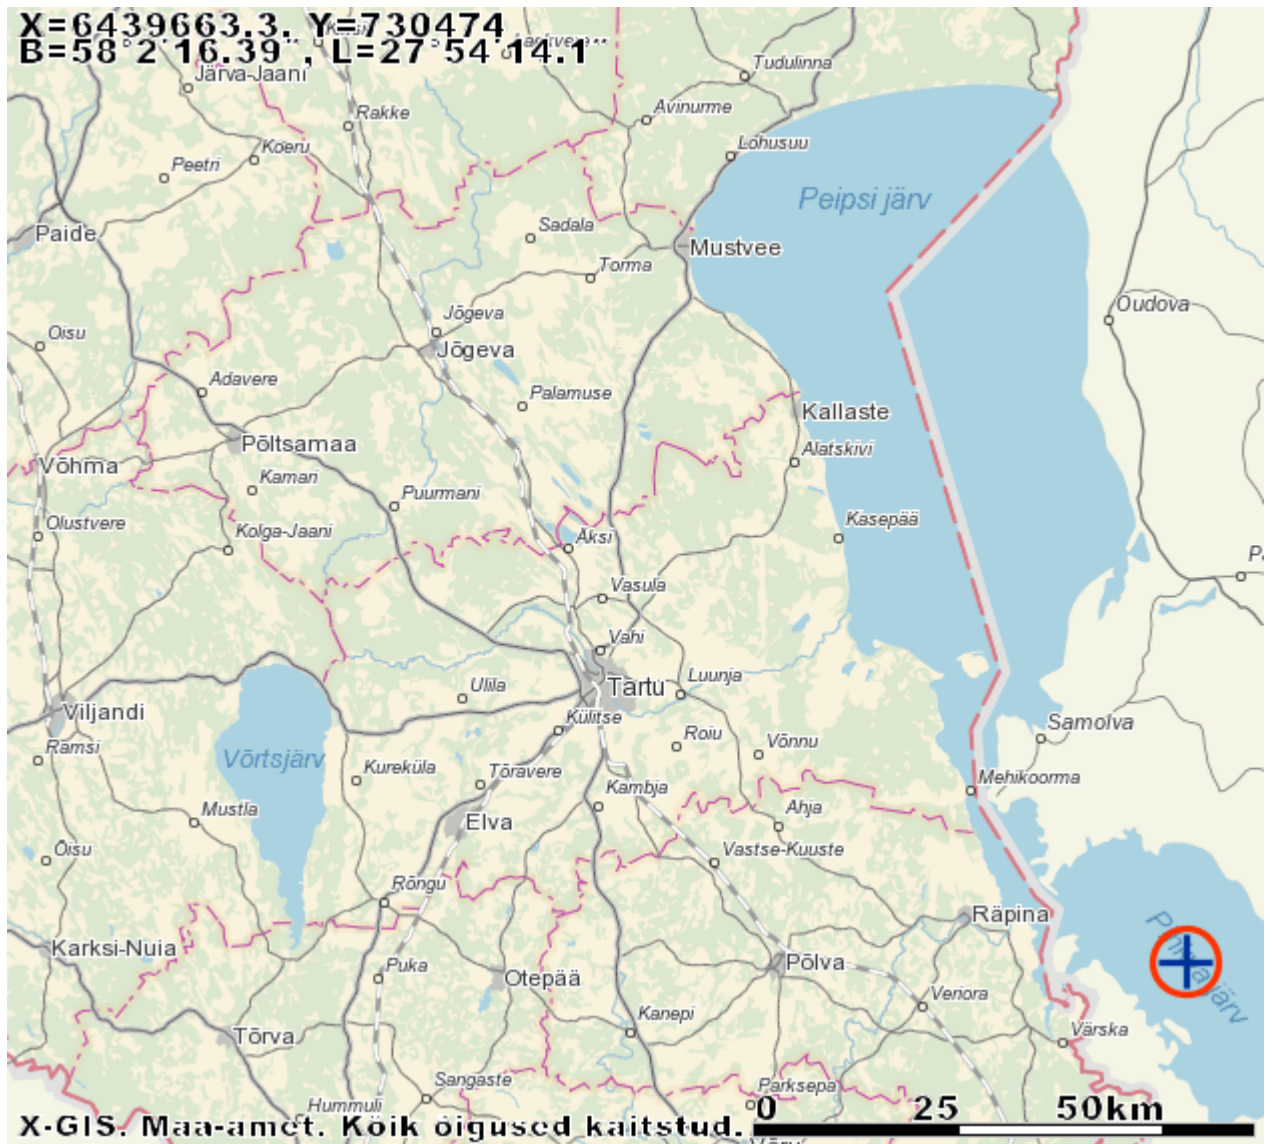 X=6439663.3. Y=730474
B=58° 2'16.39", L=27°54'14.1"
Järva-Jaani
Tudulinna
Rakke
Avinurme
Koeru
Lohusuu
Peetri
Peipsi järv
Paide
Sadala
Mustvee
Torma
Oudova
Jõgeva
Oisu
Jõgeva
Adavere
Palamuse
Kallaste
Põltsamaa
Alatskivi
Võhma
Kamari
Puurmani
Kasepää
Olustvere
Kolga-Jaani
Äksi
Vasula
Vahi
Luunja
Tartu
Ulila
Viljandi
Külitse
Samolva
Roiu
Võnnu
Ramsi
Võrtsjärv
Kureküla
Tõravere
Mehikoorma
Kambja
Mustla
Ahja
Elva
Õisu
Vastse-Kuuste
Rõngu
Räpina
Karksi-Nuia
Puka
Otepää
Põlva
Veriora
Kanepi
Värska
Tõrva
Sangaste
Parksepa
Hummuli
0 25 50km
X-GIS. Maa-amet. Kõik õigused kaitstud.